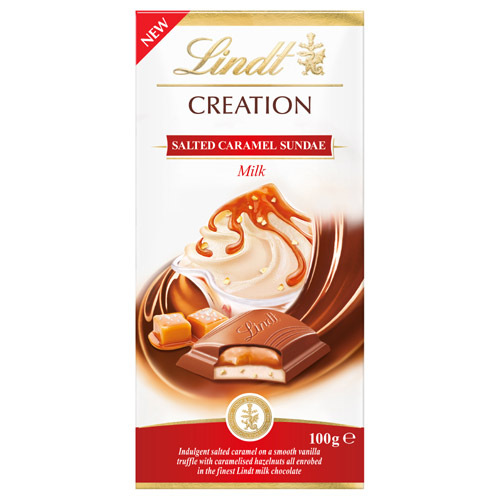 NEW
Lindt
CREATION
SALTED CARAMEL SUNDAE
Milk
Lindt
100g ℮
Indulgent salted caramel on a smooth vanilla
truffle with caramelised hazelnuts all enrobed
in the finest Lindt milk chocolate